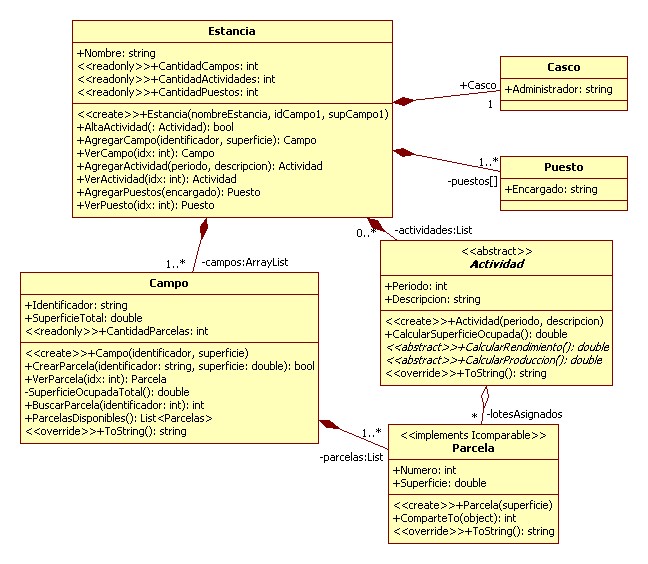 Estancia
+Nombre: string
<<readonly>>+CantidadCampos: int
<<readonly>>+CantidadActividades: int
<<readonly>>+CantidadPuestos: int
<<create>>+Estancia(nombreEstancia, idCampo1, supCampo1)
+AltaActividad(: Actividad): bool
+AgregarCampo(identificador, superficie): Campo
+VerCampo(idx: int): Campo
+AgregarActividad(periodo, descripcion): Actividad
+VerActividad(idx: int): Actividad
+AgregarPuestos(encargado): Puesto
+VerPuesto(idx: int): Puesto
+Casco
1
Casco
+Administrador: string
1..*
-puestos[]
Puesto
+Encargado: string
0..*
-actividades:List
1..*
-campos:ArrayList
Campo
+Identificador: string
+SuperficieTotal: double
<<readonly>>+CantidadParcelas: int
<<create>>+Campo(identificador, superficie)
+CrearParcela(identificador: string, superficie: double): bool
+VerParcela(idx: int): Parcela
-SuperficieOcupadaTotal(): double
+BuscarParcela(identificador: int): int
+ParcelasDisponibles(): List<Parcelas>
<<override>>+ToString(): string
<<abstract>>
Actividad
+Periodo: int
+Descripcion: string
<<create>>+Actividad(periodo, descripcion)
+CalcularSuperficieOcupada(): double
<<abstract>>+CalcularRendimiento(): double
<<abstract>>+CalcularProduccion(): double
<<override>>+ToString(): string
*
-lotesAsignados
1..*
-parcelas:List
<<implements Icomparable>>
Parcela
+Numero: int
+Superficie: double
<<create>>+Parcela(superficie)
+ComparteTo(object): int
<<override>>+ToString(): string